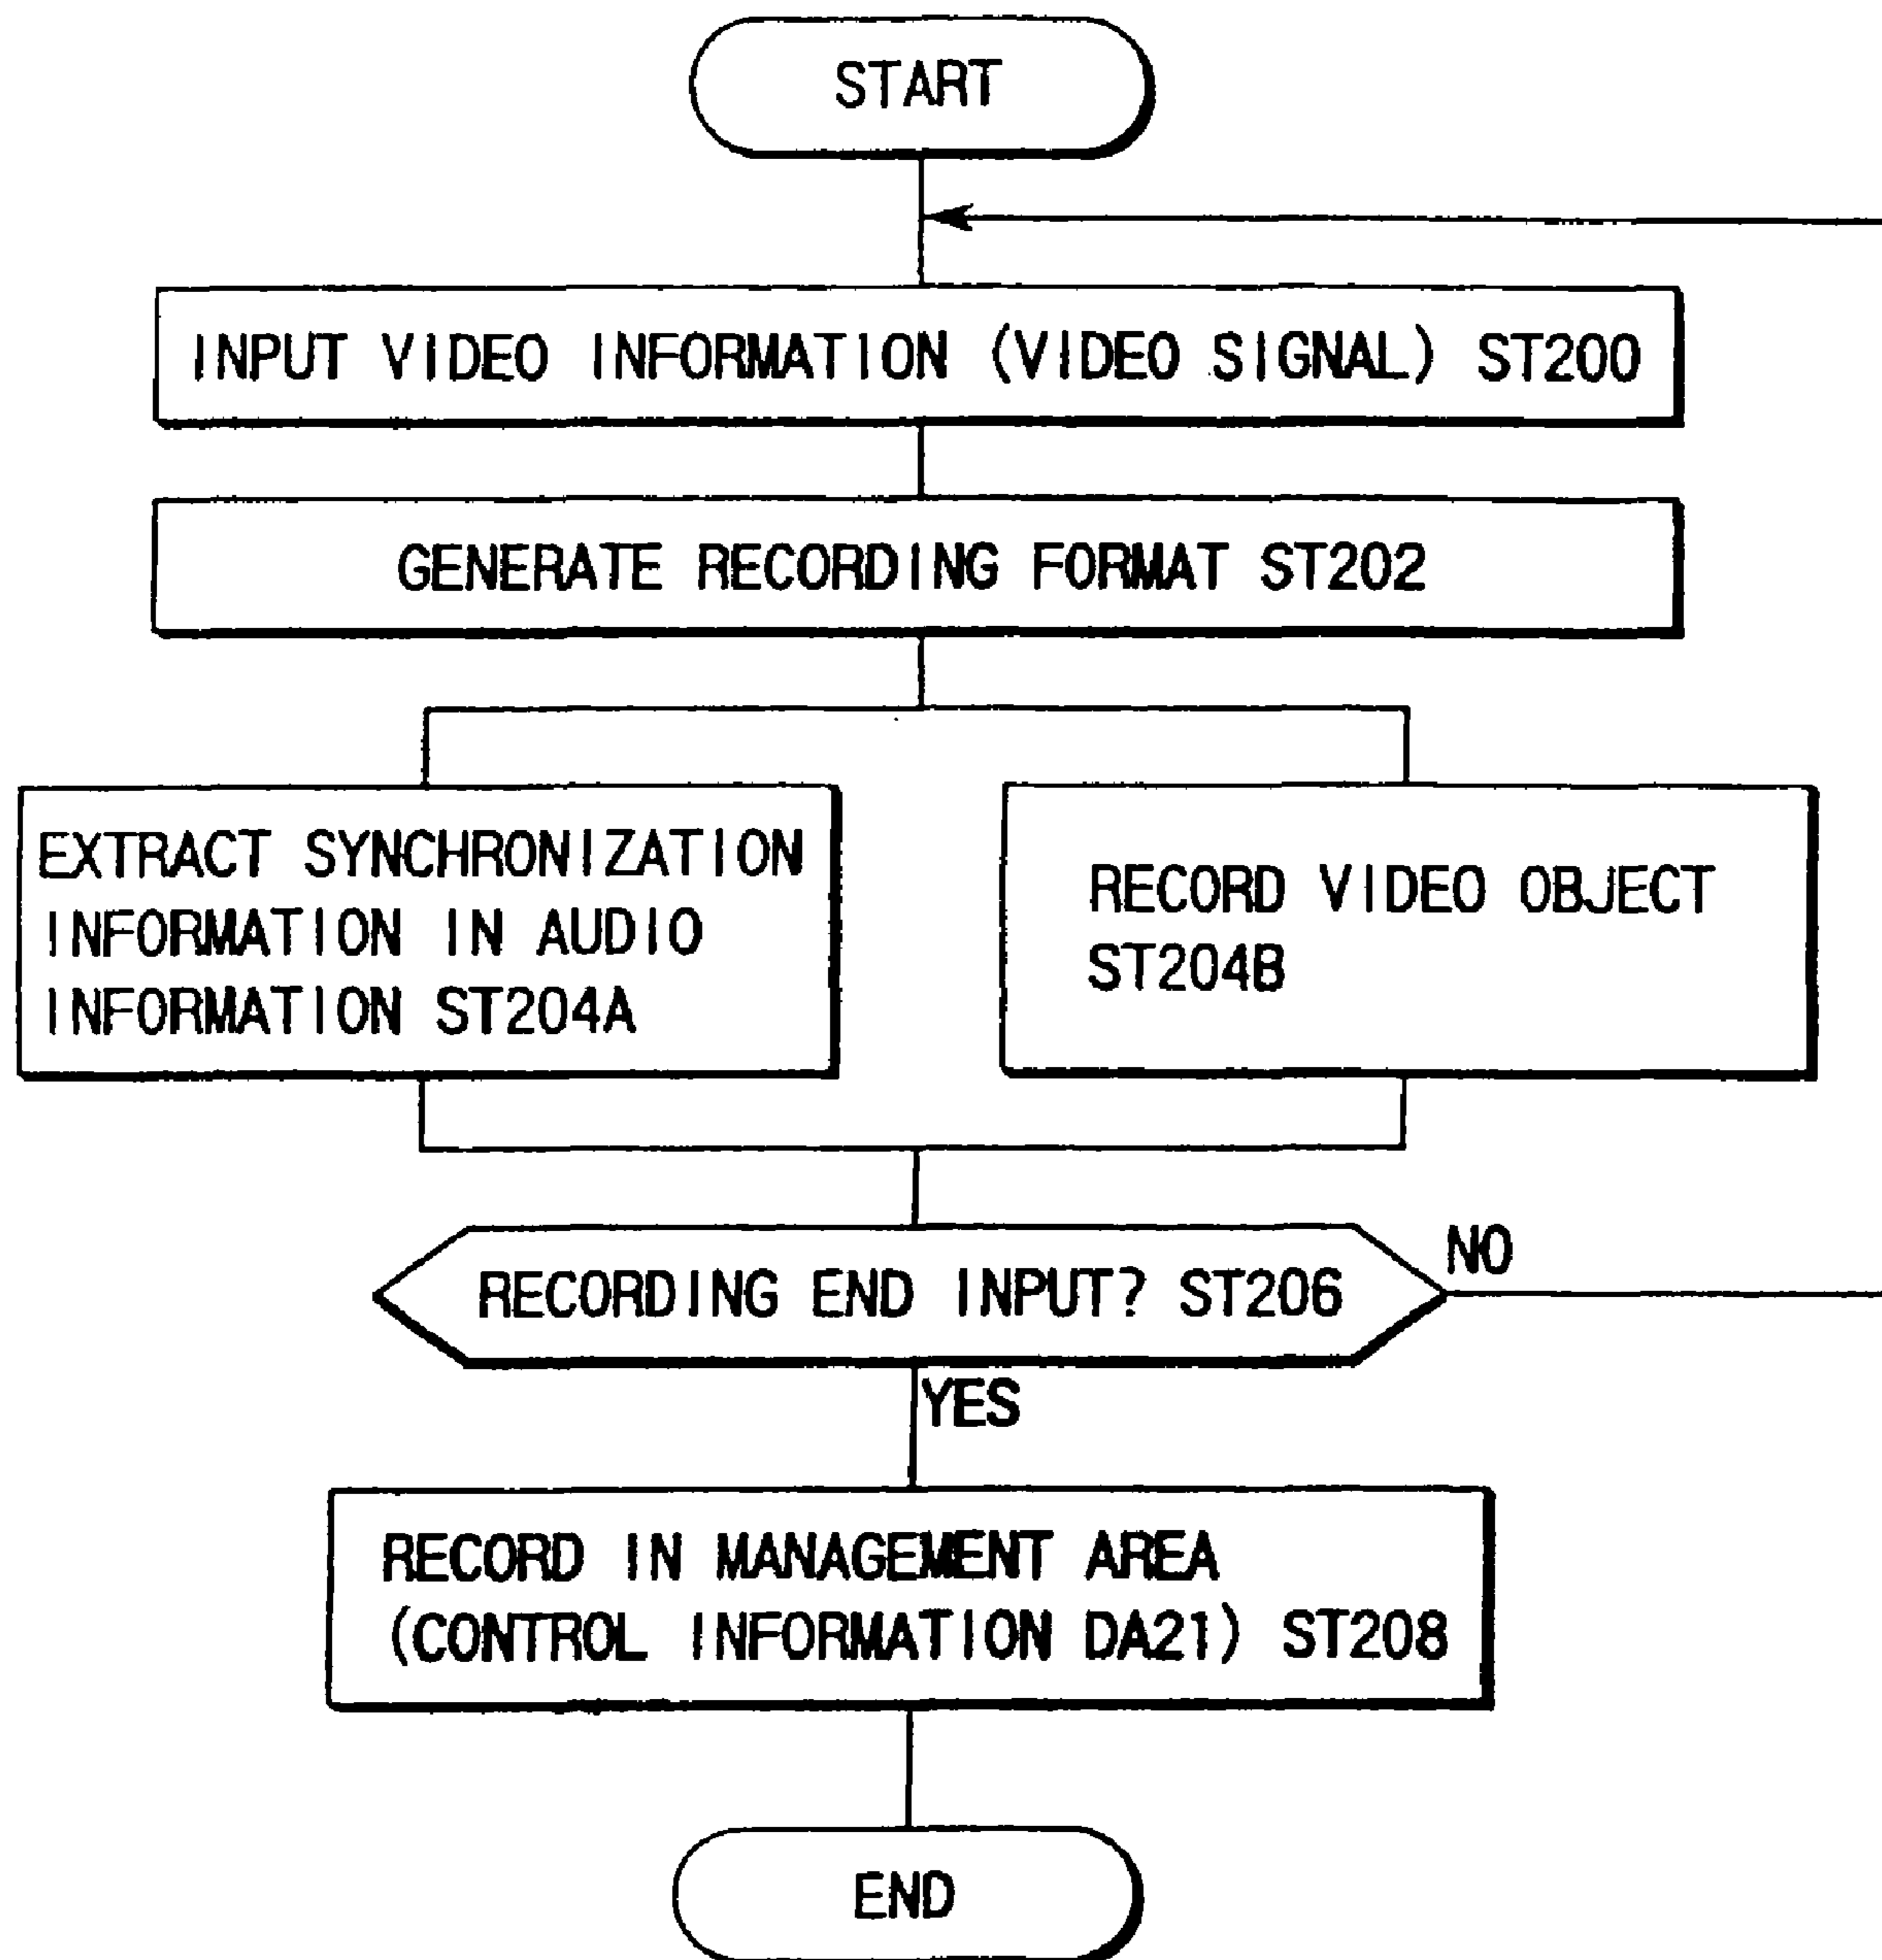 START
INPUT VIDEO INFORMATION (VIDEO SIGNAL) ST200
GENERATE RECORDING FORMAT ST202
EXTRACT SYNCHRONIZATION
INFORMATION IN AUDIO
INFORMATION ST204A
RECORD VIDEO OBJECT
ST204B
RECORDING END INPUT? ST206
NO
YES
RECORD IN MANAGEMENT AREA
(CONTROL INFORMATION DA21) ST208
END